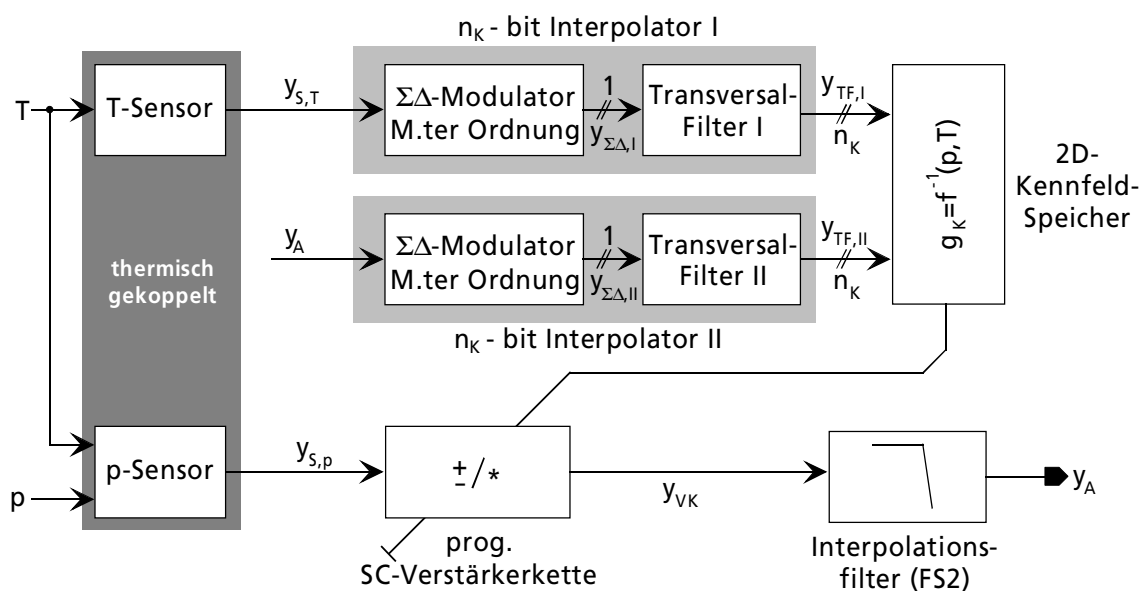 n_K - bit Interpolator I
T
T-Sensor
y_S,T
ΣΔ-Modulator
M.ter Ordnung
1
y_ΣΔ,I
Transversal-
Filter I
y_TF,I
n_K
g_K=f^-1(p,T)
2D-
Kennfeld-
Speicher
thermisch
gekoppelt
y_A
ΣΔ-Modulator
M.ter Ordnung
1
y_ΣΔ,II
Transversal-
Filter II
y_TF,II
n_K
n_K - bit Interpolator II
p
p-Sensor
y_S,p
±/*
y_VK
y_A
prog.
SC-Verstärkerkette
Interpolations-
filter (FS2)